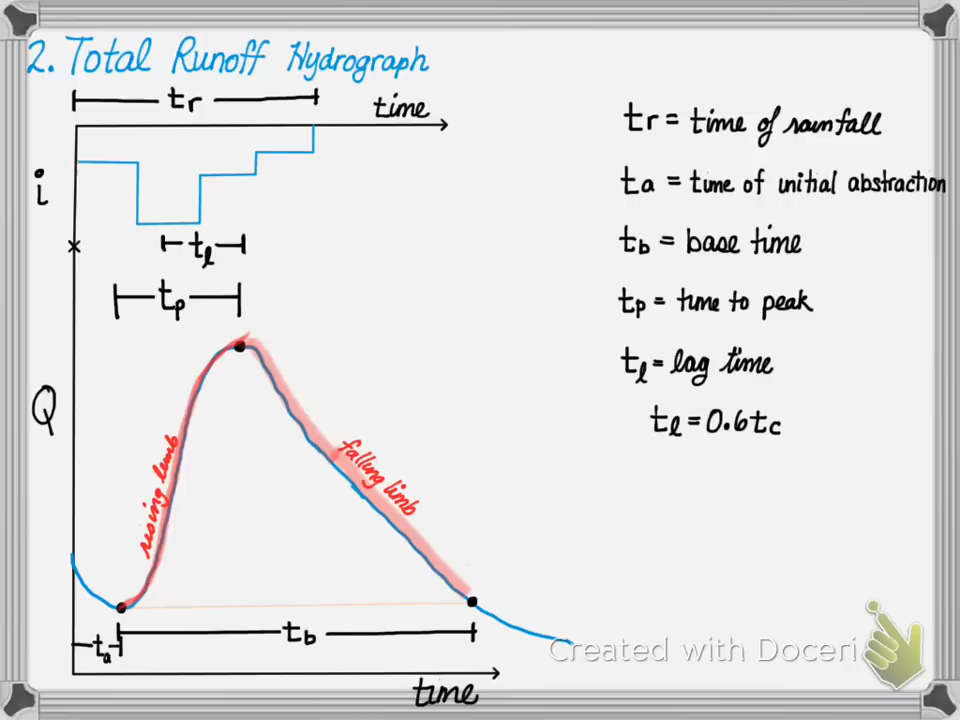 2. Total Runoff Hydrograph
tr
time
i
tl
tp
Q
resing limb
falling limb
ta
tb
time
tr = time of rainfall
ta = time of initial abstraction
tb = base time
tp = time to peak
tl = lag time
tl = 0.6tc
Created with Doceri